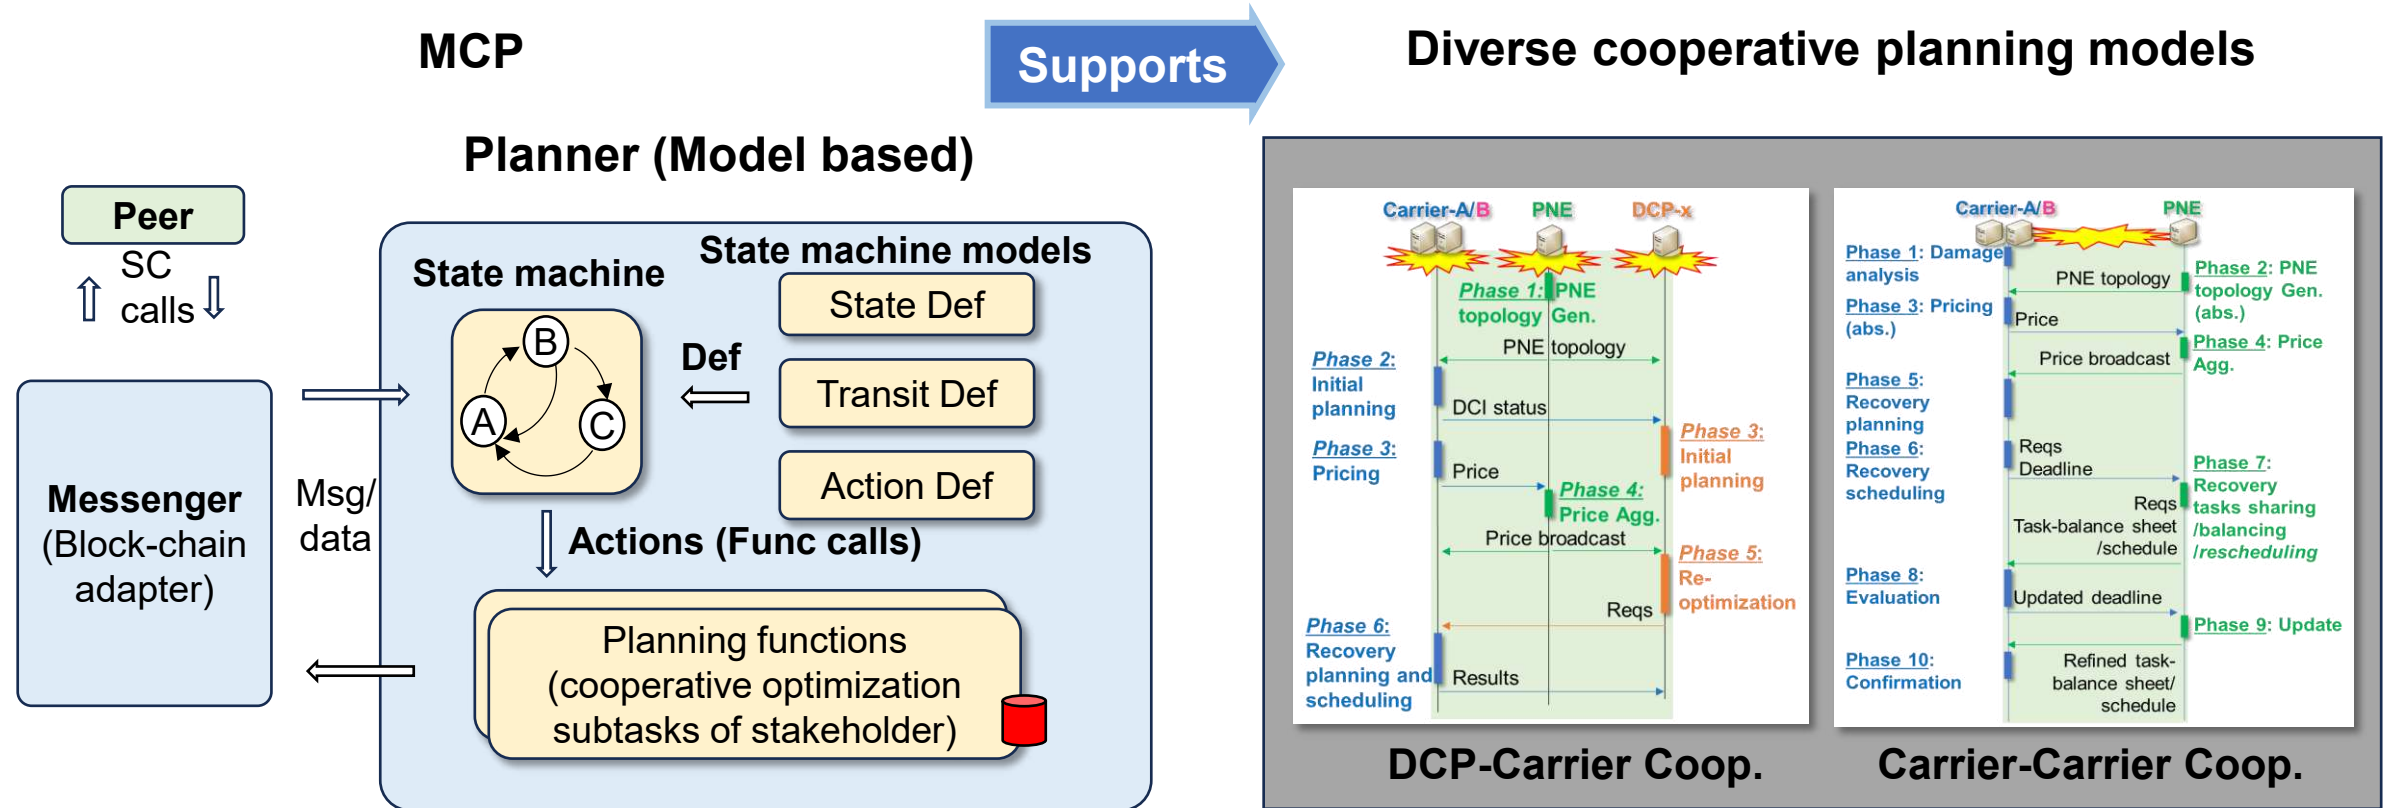 MCP
Supports
Diverse cooperative planning models
Planner (Model based)
Peer
SC
calls
Messenger
(Block-chain
adapter)
Msg/
data
State machine
A
B
C
State machine models
State Def
Transit Def
Action Def
Def
Actions (Func calls)
Planning functions
(cooperative optimization
subtasks of stakeholder)
Carrier-A/B
PNE
DCP-x
Phase 1: PNE
topology Gen.
PNE topology
Phase 2:
Initial
planning
DCI status
Phase 3:
Initial
planning
Phase 3:
Pricing
Price
Phase 4:
Price Agg.
Price broadcast
Phase 5:
Re-
optimization
Reqs
Phase 6:
Recovery
planning and
scheduling
Results
DCP-Carrier Coop.
Carrier-A/B
PNE
Phase 1: Damage
analysis
PNE topology
Phase 2: PNE
topology Gen.
(abs.)
Phase 3: Pricing
(abs.)
Price
Phase 4: Price
Agg.
Price broadcast
Phase 5:
Recovery
planning
Phase 6:
Recovery
scheduling
Reqs
Deadline
Phase 7:
Recovery
tasks sharing
/balancing
/rescheduling
Reqs
Task-balance sheet
/schedule
Phase 8:
Evaluation
Updated deadline
Phase 9: Update
Phase 10:
Confirmation
Refined task-
balance sheet/
schedule
Carrier-Carrier Coop.